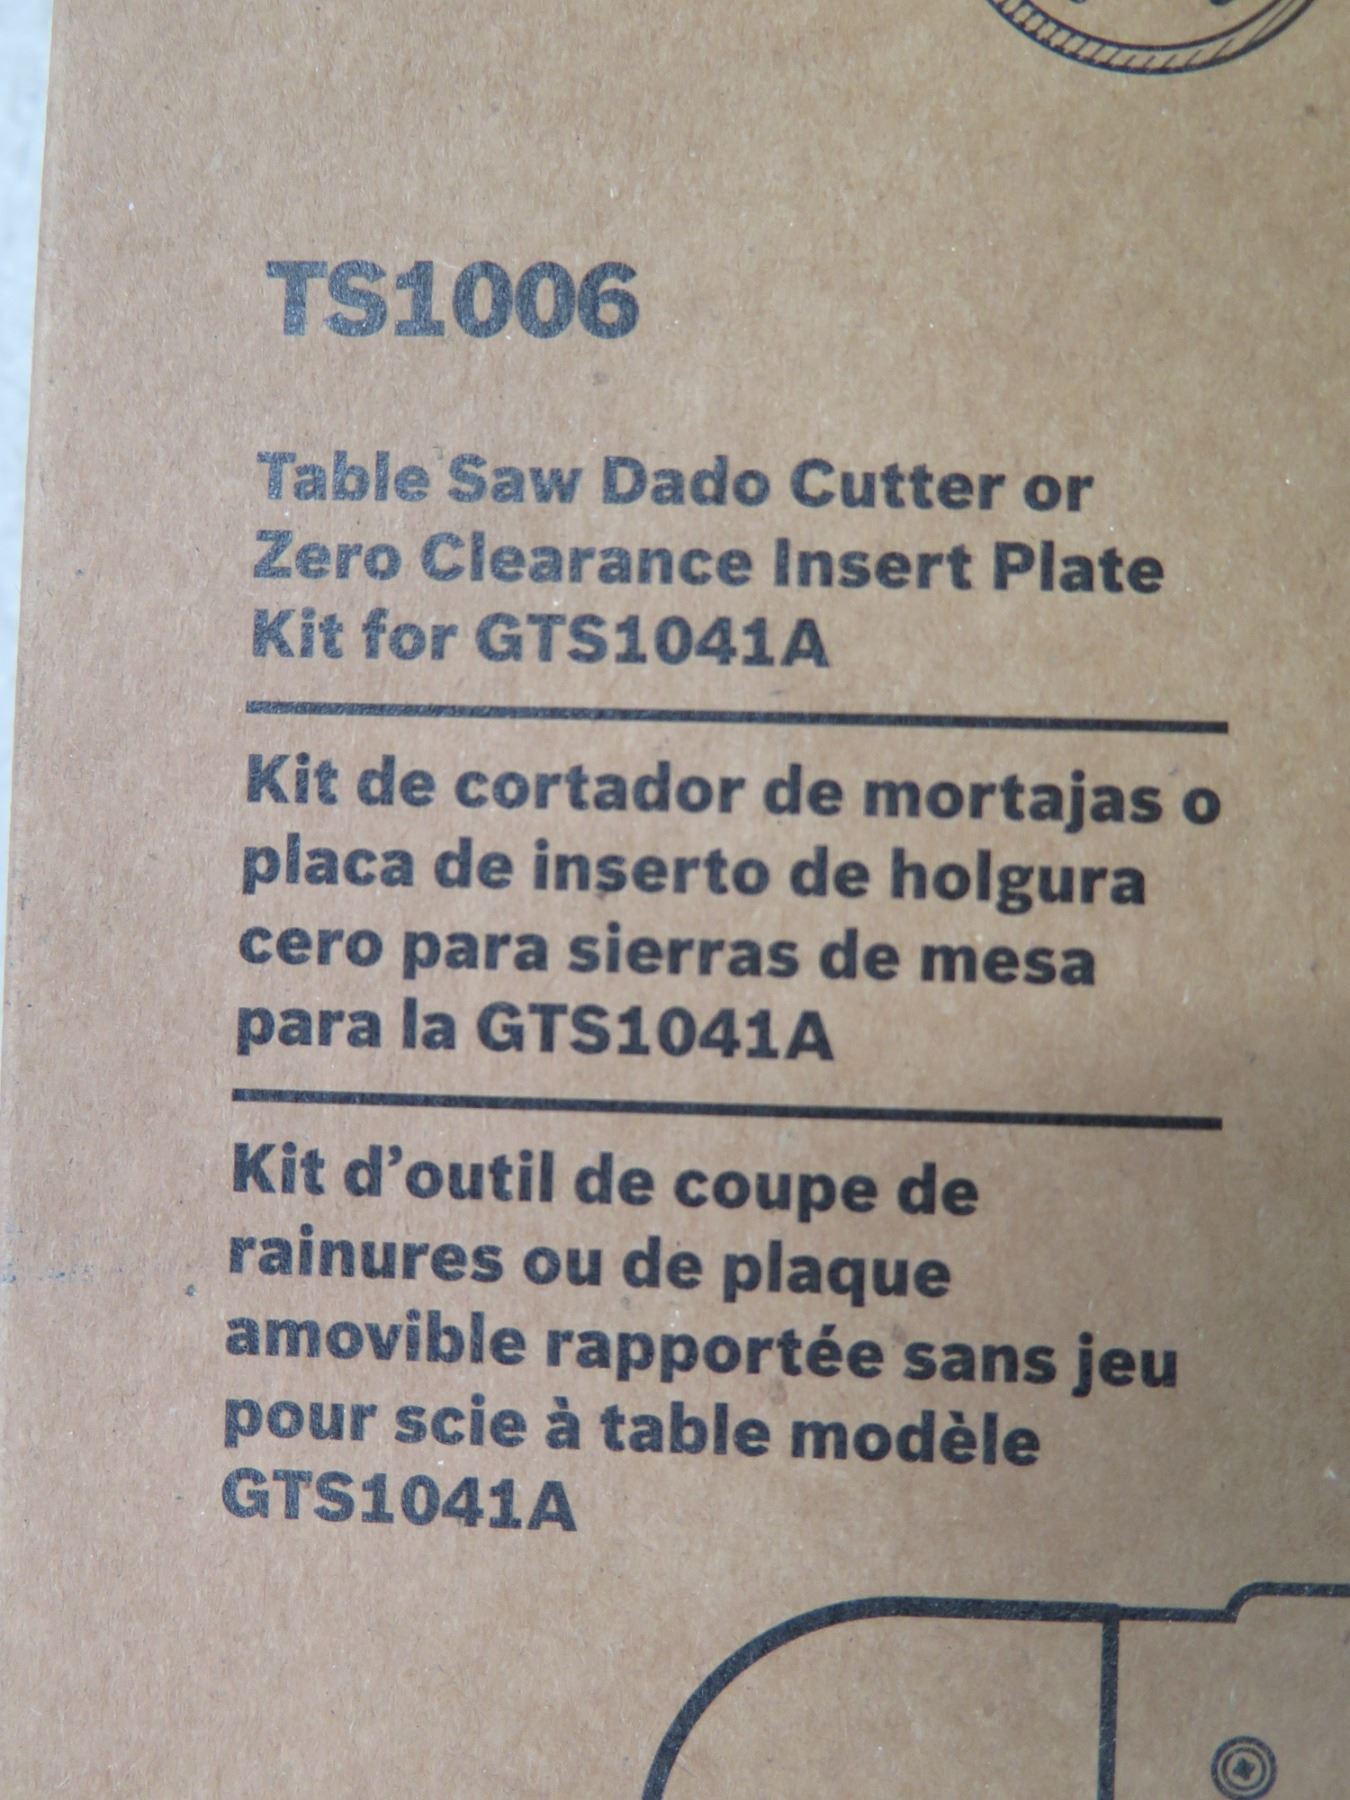 TS1006
Table Saw Dado Cutter or
Zero Clearance Insert Plate
Kit for GTS1041A
Kit de cortador de mortajas o
placa de inserto de holgura
cero para sierras de mesa
para la GTS1041A
Kit d’outil de coupe de
rainures ou de plaque
amovible rapportée sans jeu
pour scie à table modèle
GTS1041A